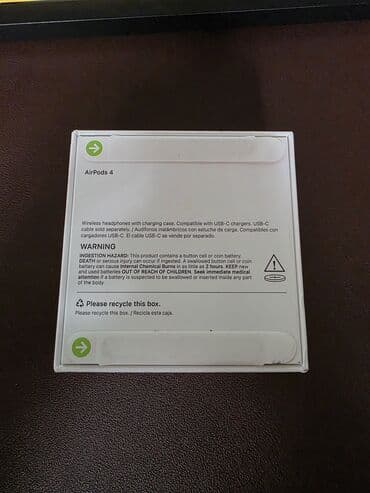 AirPods 4
Wireless headphones with charging case. Compatible with USB-C chargers. USB-C
cable sold separately. / Audífonos inalámbricos con estuche de carga. Compatibles con
cargadores USB-C. El cable USB-C se vende por separado.
WARNING
INGESTION HAZARD: This product contains a button cell or coin battery.
DEATH or serious injury can occur if ingested. A swallowed button cell or coin
battery can cause Internal Chemical Burns in as little as 2 hours. KEEP new
and used batteries OUT OF REACH OF CHILDREN. Seek immediate medical
attention if a battery is suspected to be swallowed or inserted inside any part
of the body.
Please recycle this box.
Please recycle this box. / Recicla esta caja.